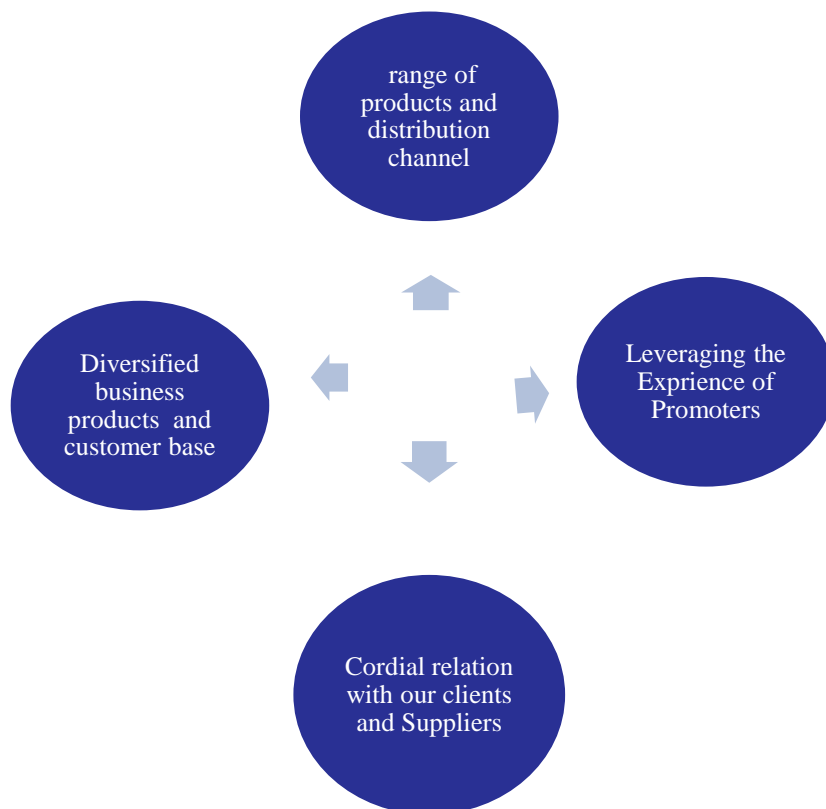 range of
products and
distribution
channel
Diversified
business
products and
customer base
Leveraging the
Exprience of
Promoters
Cordial relation
with our clients
and Suppliers